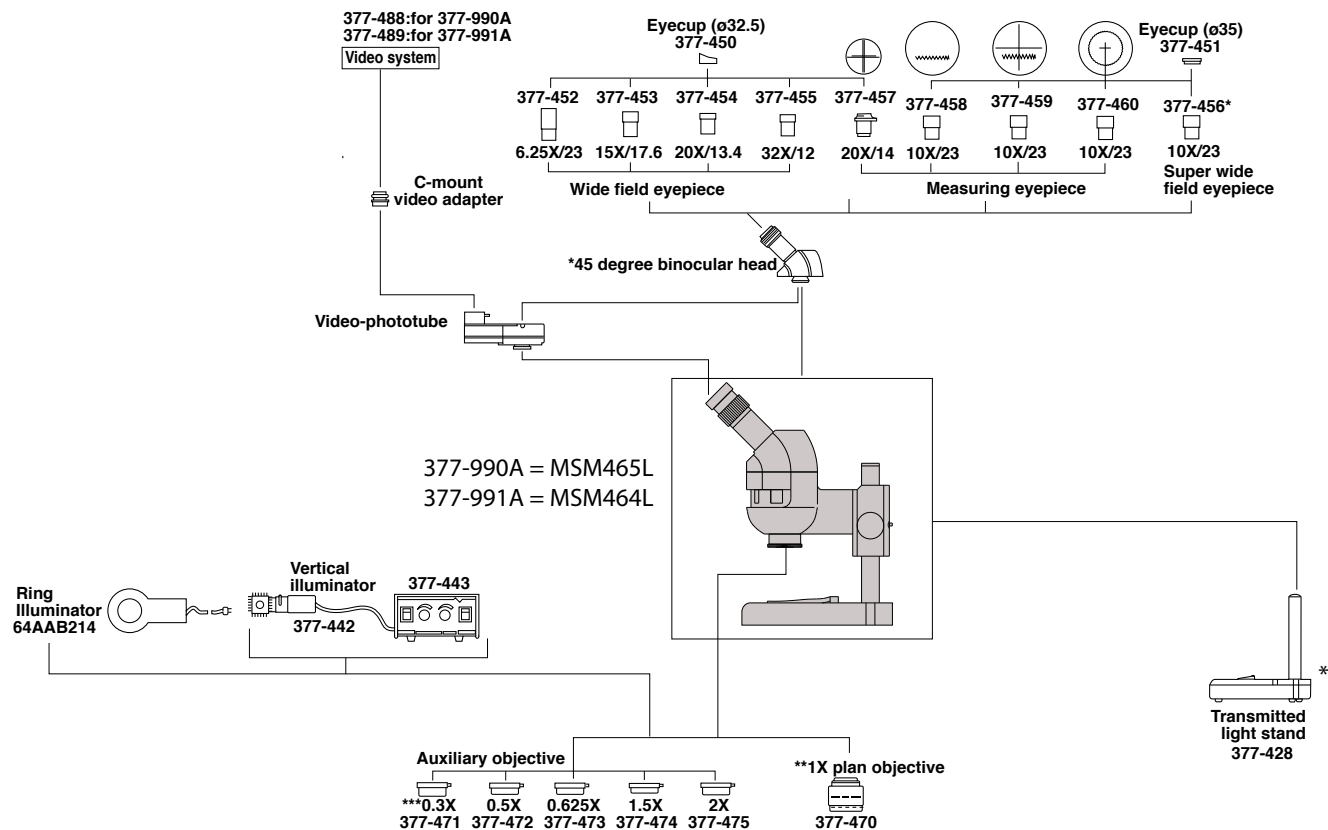 377-488:for 377-990A
377-489:for 377-991A
Video system
Eyecup (ø32.5)
377-450
Eyecup (ø35)
377-451
377-452
377-453
377-454
377-455
377-457
377-458
377-459
377-460
377-456*
6.25X/23
15X/17.6
20X/13.4
32X/12
20X/14
10X/23
10X/23
10X/23
10X/23
Wide field eyepiece
Measuring eyepiece
Super wide
field eyepiece
C-mount
video adapter
*45 degree binocular head
Video-phototube
377-990A = MSM465L
377-991A = MSM464L
Ring
Illuminator
64AAB214
Vertical
illuminator
377-442
377-443
*
Transmitted
light stand
377-428
Auxiliary objective
***0.3X
377-471
0.5X
377-472
0.625X
377-473
1.5X
377-474
2X
377-475
**1X plan objective
377-470